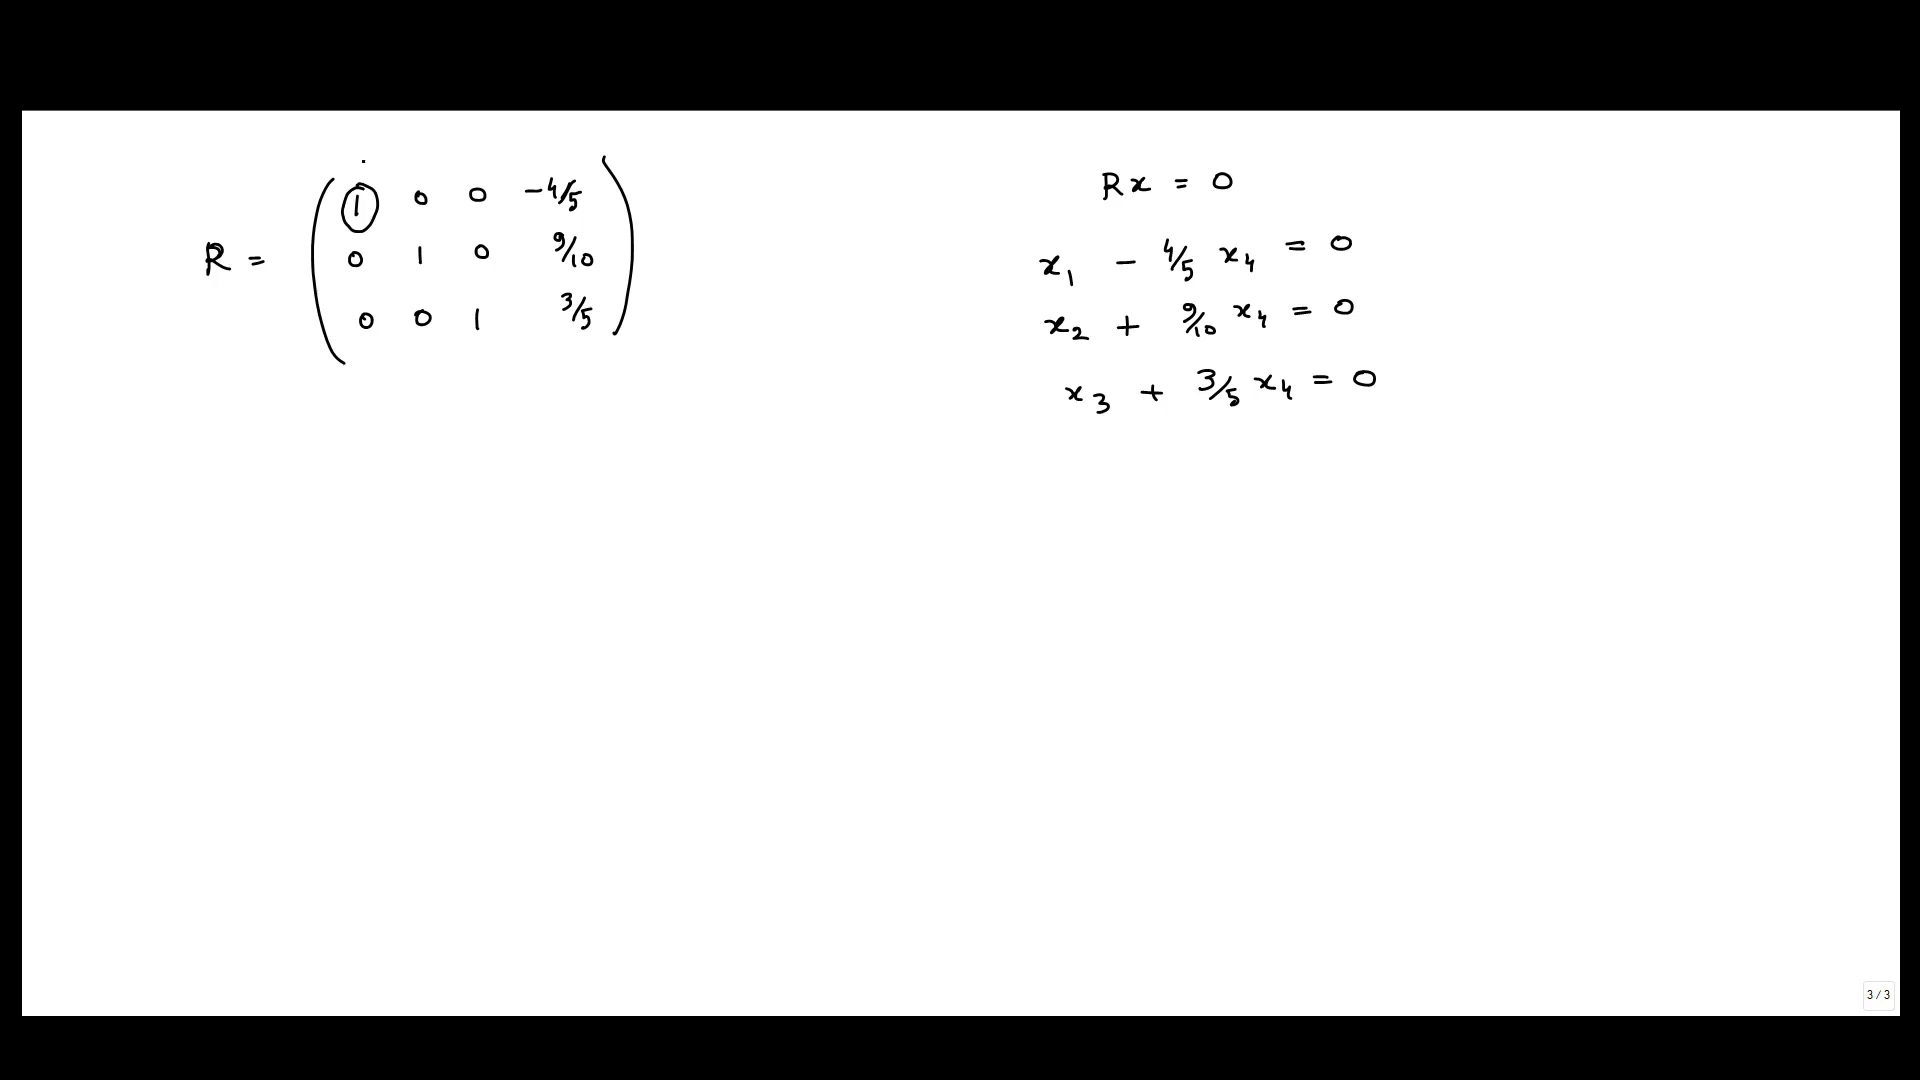 R = ( 1 0 0 -4/5
0 1 0 9/10
0 0 1 3/5 )
Rx = 0
x₁ - 4/5 x₄ = 0
x₂ + 9/10 x₄ = 0
x₃ + 3/5 x₄ = 0
3 / 3